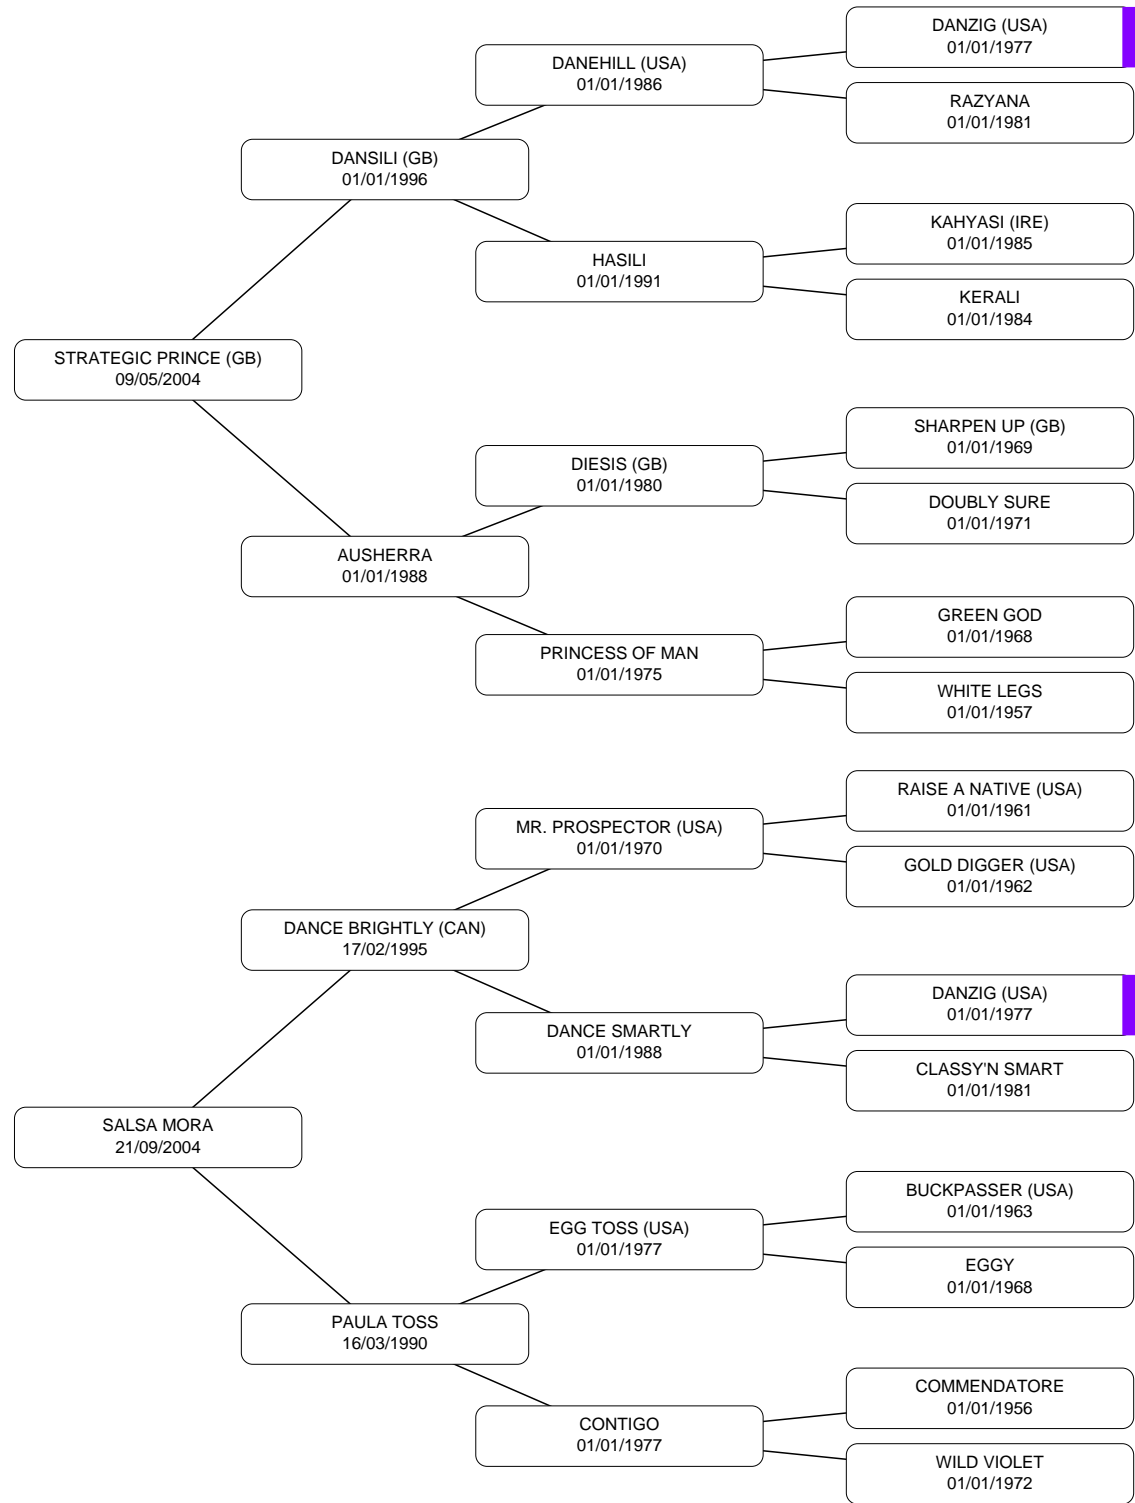 DANZIG (USA)
01/01/1977
DANEHILL (USA)
01/01/1986
RAZYANA
01/01/1981
DANSILI (GB)
01/01/1996
KAHYASI (IRE)
01/01/1985
HASILI
01/01/1991
KERALI
01/01/1984
STRATEGIC PRINCE (GB)
09/05/2004
SHARPEN UP (GB)
01/01/1969
DIESIS (GB)
01/01/1980
DOUBLY SURE
01/01/1971
AUSHERRA
01/01/1988
GREEN GOD
01/01/1968
PRINCESS OF MAN
01/01/1975
WHITE LEGS
01/01/1957
RAISE A NATIVE (USA)
01/01/1961
MR. PROSPECTOR (USA)
01/01/1970
GOLD DIGGER (USA)
01/01/1962
DANCE BRIGHTLY (CAN)
17/02/1995
DANZIG (USA)
01/01/1977
DANCE SMARTLY
01/01/1988
CLASSY'N SMART
01/01/1981
SALSA MORA
21/09/2004
BUCKPASSER (USA)
01/01/1963
EGG TOSS (USA)
01/01/1977
EGGY
01/01/1968
PAULA TOSS
16/03/1990
COMMENDATORE
01/01/1956
CONTIGO
01/01/1977
WILD VIOLET
01/01/1972